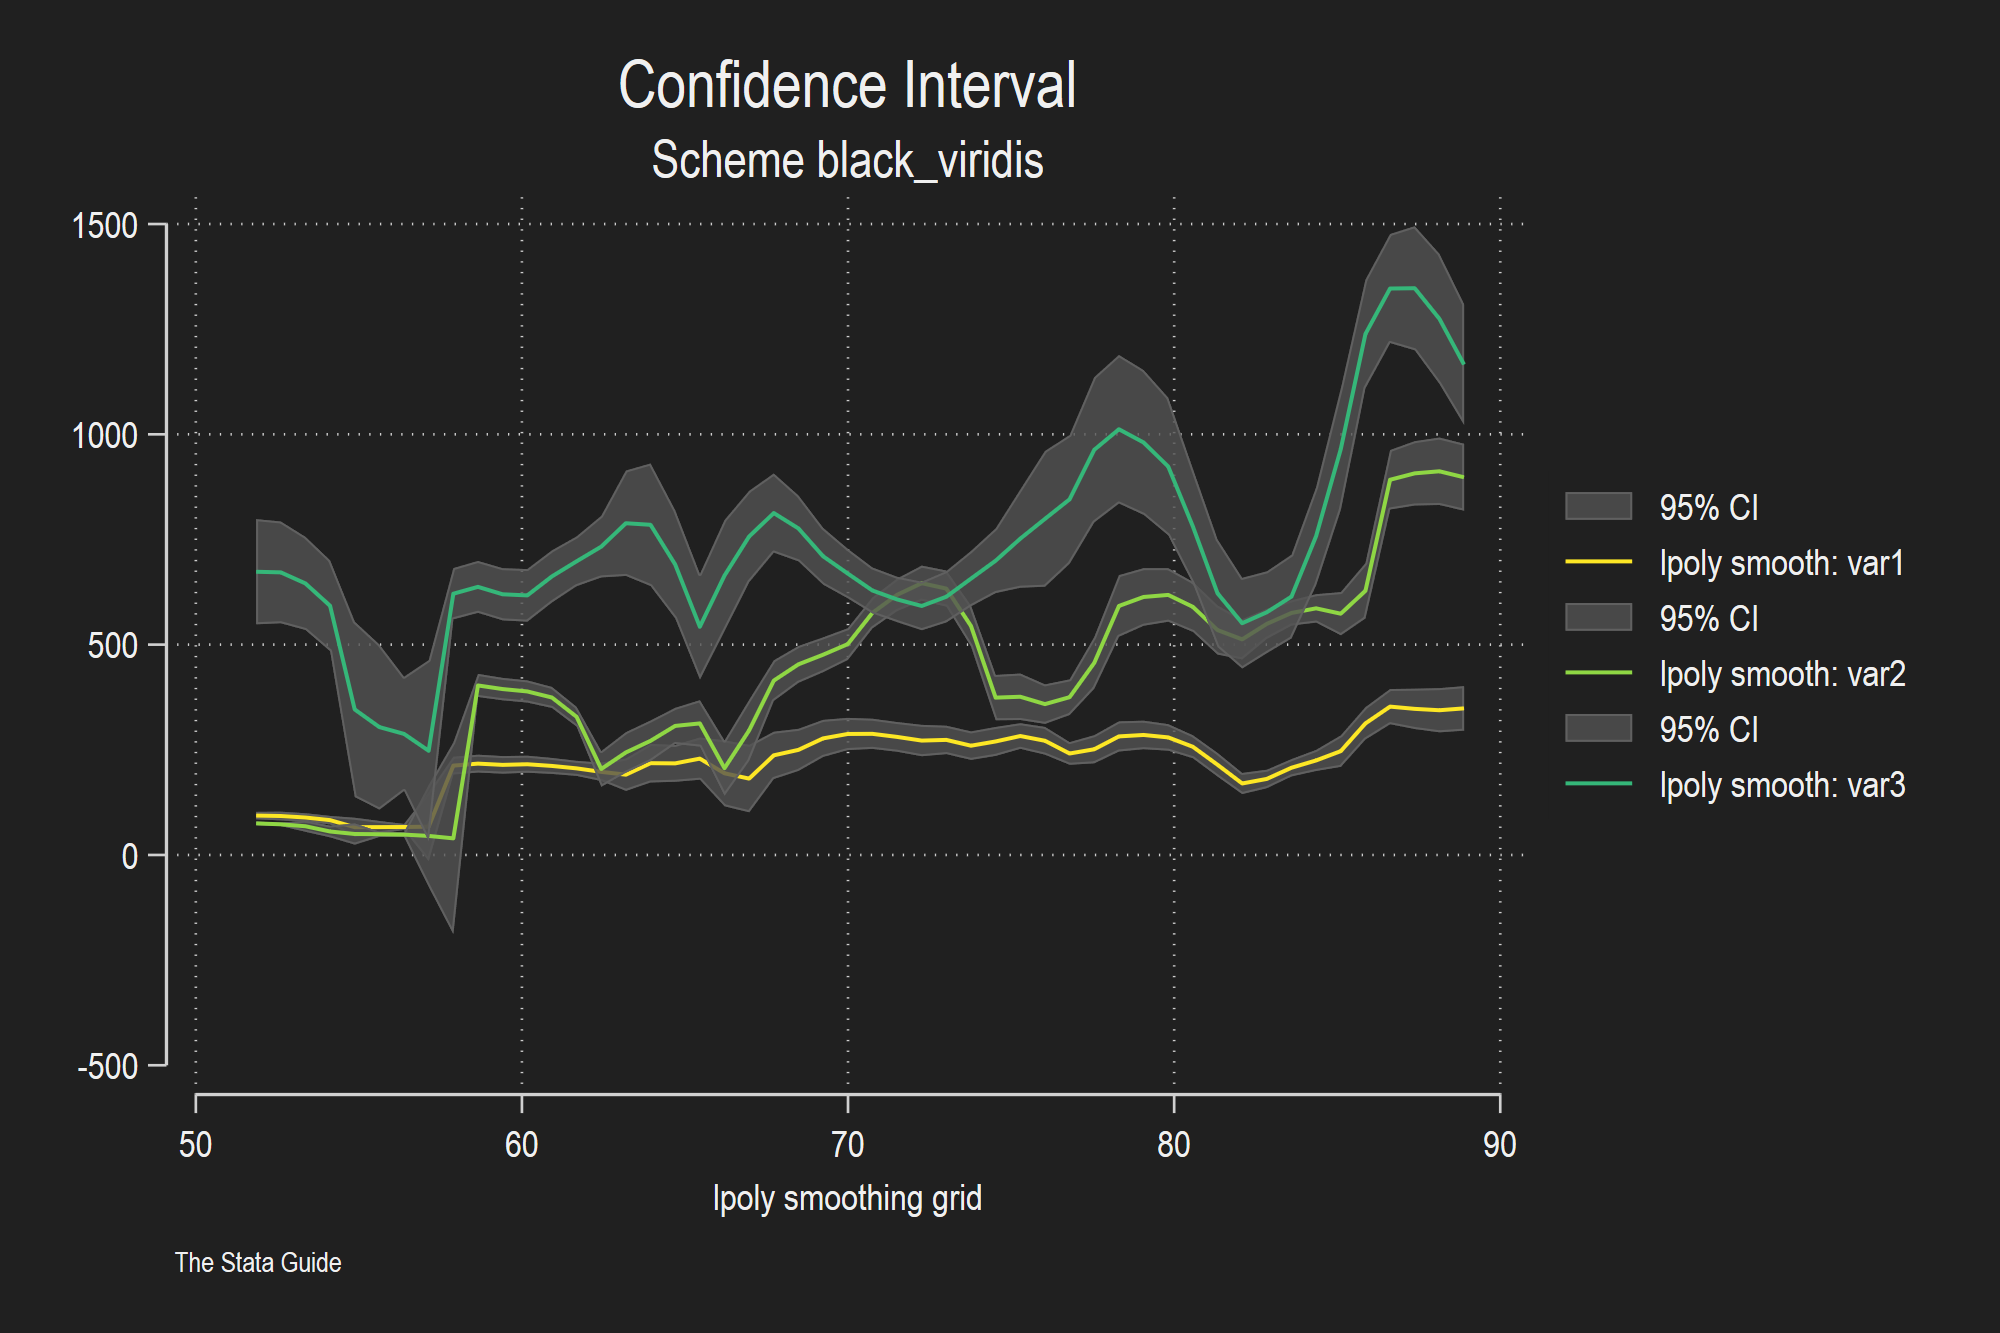 Confidence Interval
Scheme black_viridis
1500
1000
500
0
-500
50 60 70 80 90
lpoly smoothing grid
95% CI
lpoly smooth: var1
95% CI
lpoly smooth: var2
95% CI
lpoly smooth: var3
The Stata Guide